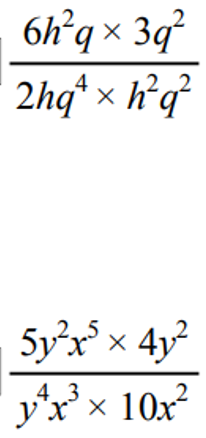 6h²q × 3q²
2hq⁴ × h²q²
5y²x⁵ × 4y²
y⁴x³ × 10x²